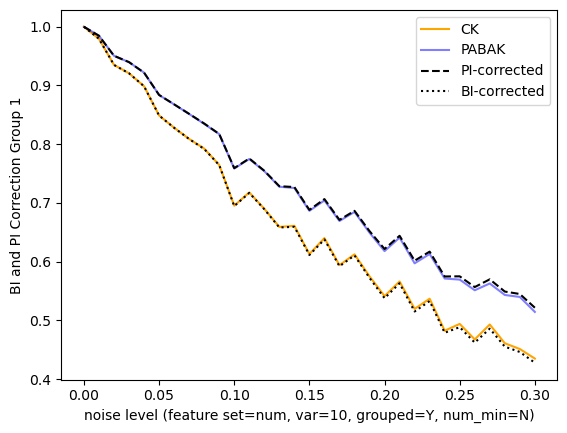 1.0
0.9
0.8
0.7
0.6
0.5
0.4
BI and PI Correction Group 1
CK
PABAK
PI-corrected
BI-corrected
0.00 0.05 0.10 0.15 0.20 0.25 0.30
noise level (feature set=num, var=10, grouped=Y, num_min=N)